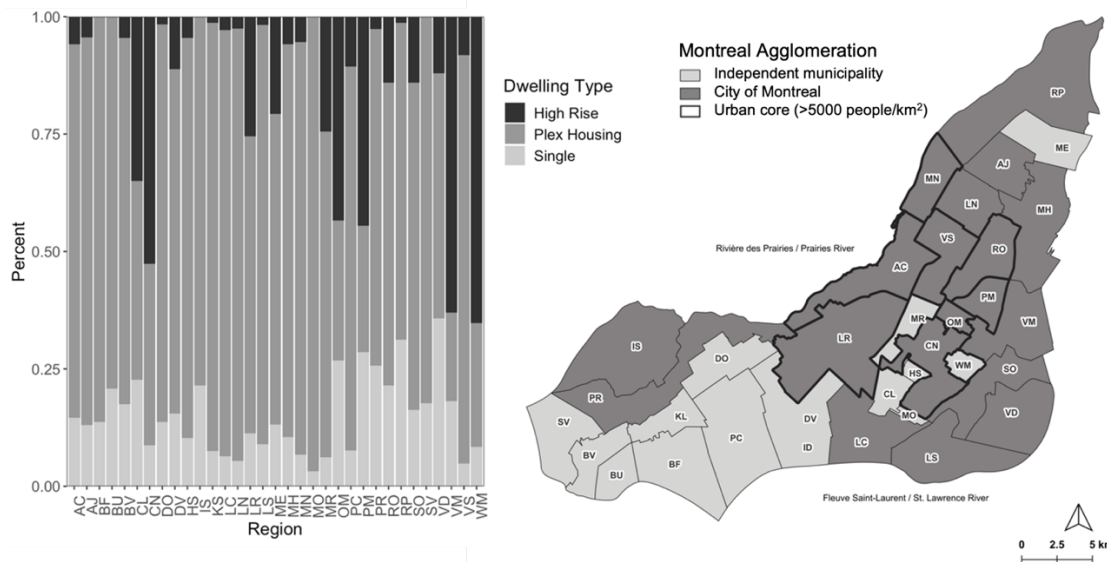 1.00
0.75
0.50
0.25
0.00
Percent
AC AJ BF BU BV CL CN DO DV HS IS KS LC LN LR LS ME MH MN MO MR OM PC PM PR RO RP SO SV VD VM VS WM
Region
Dwelling Type
High Rise
Plex Housing
Single
Montreal Agglomeration
Independent municipality
City of Montreal
Urban core (>5000 people/km²)
RP
ME
AJ
MN
LN
MH
VS
RO
Rivière des Prairies / Prairies River
AC
PM
MR
OM
VM
LR
CN
IS
DO
WM
SO
HS
PR
CL
SV
KL
MO
VD
DV
PC
LC
BV
ID
LS
BU
BF
Fleuve Saint-Laurent / St. Lawrence River
0 2.5 5 km